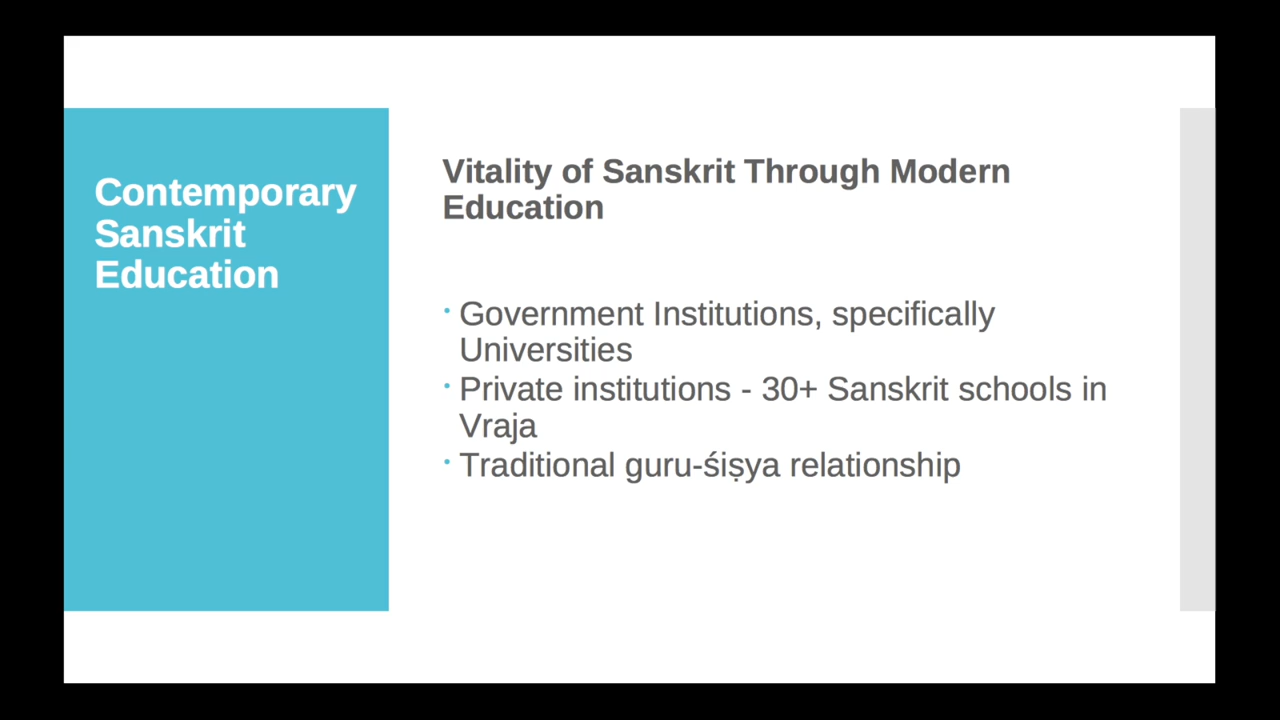 Contemporary
Sanskrit
Education
Vitality of Sanskrit Through Modern
Education
· Government Institutions, specifically
Universities
· Private institutions - 30+ Sanskrit schools in
Vraja
· Traditional guru-śiṣya relationship